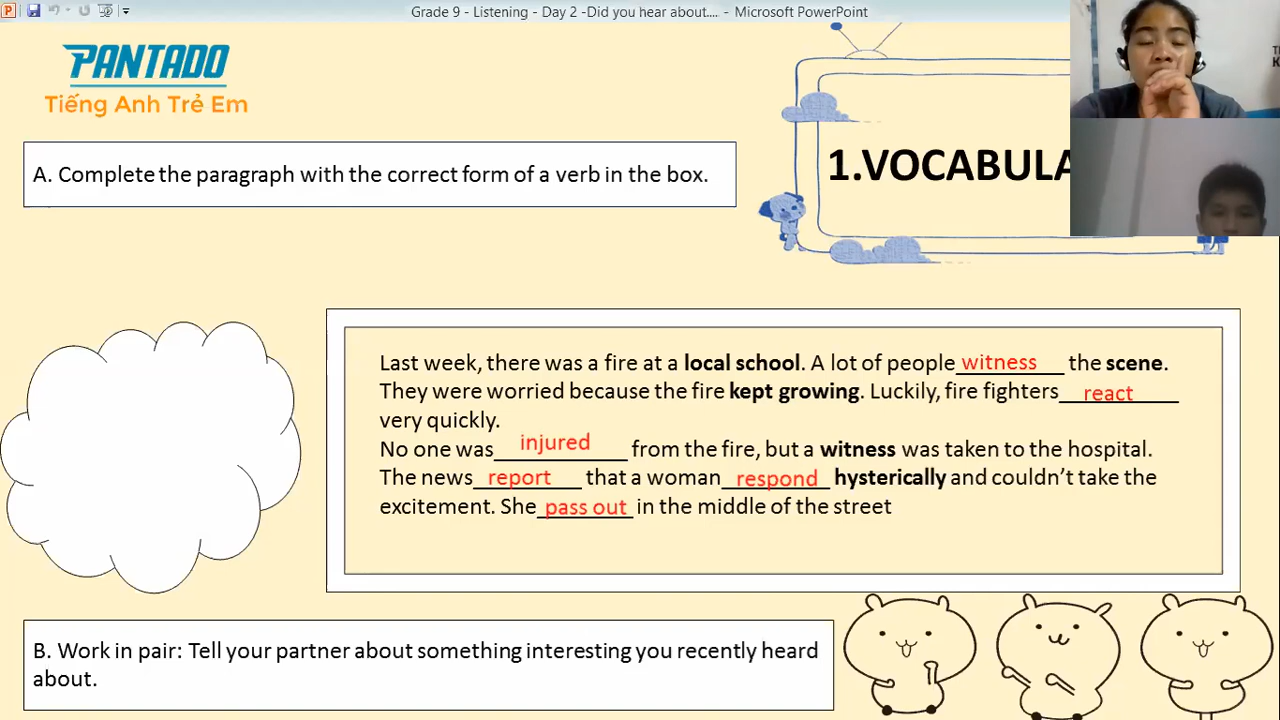 Grade 9 - Listening - Day 2 -Did you hear about.... - Microsoft PowerPoint
PANTADO
Tiếng Anh Trẻ Em
A. Complete the paragraph with the correct form of a verb in the box.
1.VOCABULA
Last week, there was a fire at a local school. A lot of people witness the scene.
They were worried because the fire kept growing. Luckily, fire fighters react
very quickly.
No one was injured from the fire, but a witness was taken to the hospital.
The news report that a woman respond hysterically and couldn’t take the
excitement. She pass out in the middle of the street
B. Work in pair: Tell your partner about something interesting you recently heard
about.